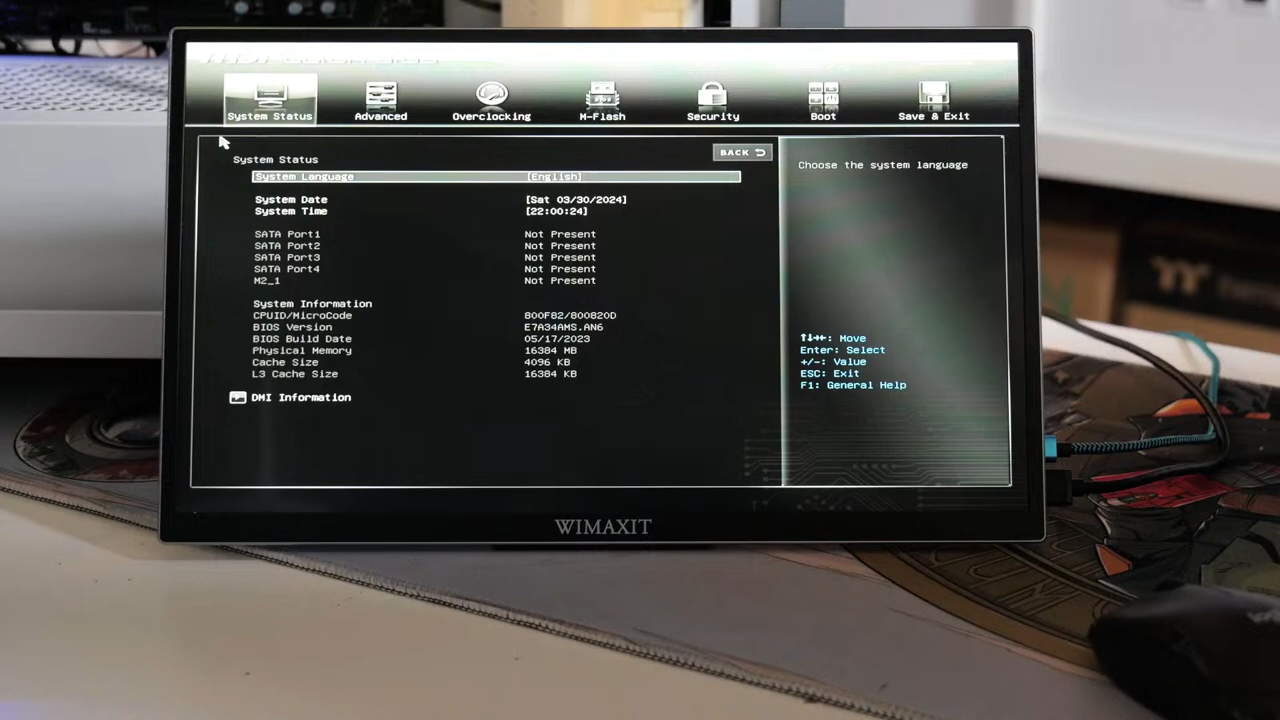 System Status Advanced Overclocking M-Flash Security Boot Save & Exit
System Status
BACK
System Language [English]
System Date [Sat 03/30/2024]
System Time [22:00:24]
SATA Port1 Not Present
SATA Port2 Not Present
SATA Port3 Not Present
SATA Port4 Not Present
M2_1 Not Present
System Information
CPUID/MicroCode 800F82/800820D
BIOS Version E7A34AMS.AN6
BIOS Build Date 05/17/2023
Physical Memory 16384 MB
Cache Size 4096 KB
L3 Cache Size 16384 KB
DMI Information
Choose the system language
↑↓←→: Move
Enter: Select
+/-: Value
ESC: Exit
F1: General Help
WIMAXIT